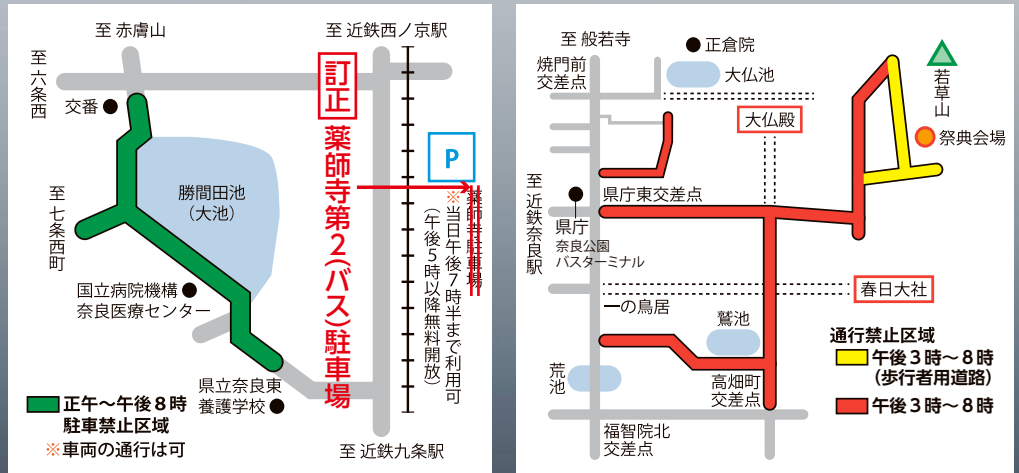 至 赤膚山
至 近鉄西ノ京駅
至 六条西
交番
訂正
薬師寺第2(バス)駐車場
P
薬師寺駐車場
※当日午後7時半まで利用可
(午後5時以降無料開放)
勝間田池
(大池)
至 七条西町
国立病院機構
奈良医療センター
県立奈良東
養護学校
正午〜午後8時
駐車禁止区域
※車両の通行は可
至 近鉄九条駅
至 般若寺
正倉院
焼門前
交差点
大仏池
若草山
大仏殿
祭典会場
至 近鉄奈良駅
県庁東交差点
県庁
奈良公園
バスターミナル
春日大社
一の鳥居
鷲池
通行禁止区域
午後3時〜8時
(歩行者用道路)
午後3時〜8時
荒池
高畑町
交差点
福智院北
交差点